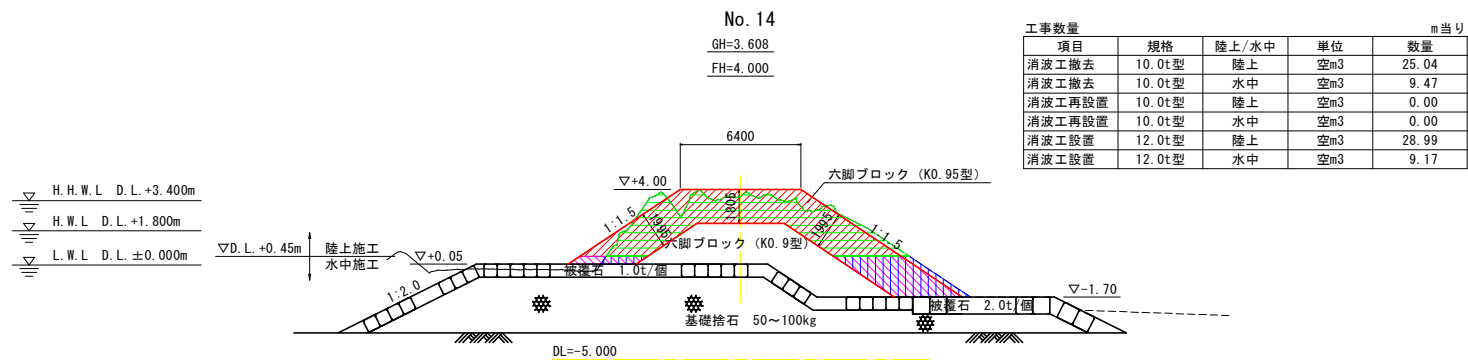 No. 14
GH=3.608
FH=4.000
工事数量 m当り
項目 規格 陸上/水中 単位 数量
消波工撤去 10.0t型 陸上 空m3 25.04
消波工撤去 10.0t型 水中 空m3 9.47
消波工再設置 10.0t型 陸上 空m3 0.00
消波工再設置 10.0t型 水中 空m3 0.00
消波工設置 12.0t型 陸上 空m3 28.99
消波工設置 12.0t型 水中 空m3 9.17
6400
六脚ブロック (K0.95型)
▽+4.00
H.H.W.L D.L.+3.400m
H.W.L D.L.+1.800m
L.W.L D.L.±0.000m
▽D.L.+0.45m
陸上施工
水中施工
▽+0.05
1:1.5
1995
1805
1995
1:1.5
六脚ブロック (K0.9型)
被覆石 1.0t/個
1:2.0
▽-1.70
被覆石 2.0t/個
基礎捨石 50～100kg
DL=-5.000